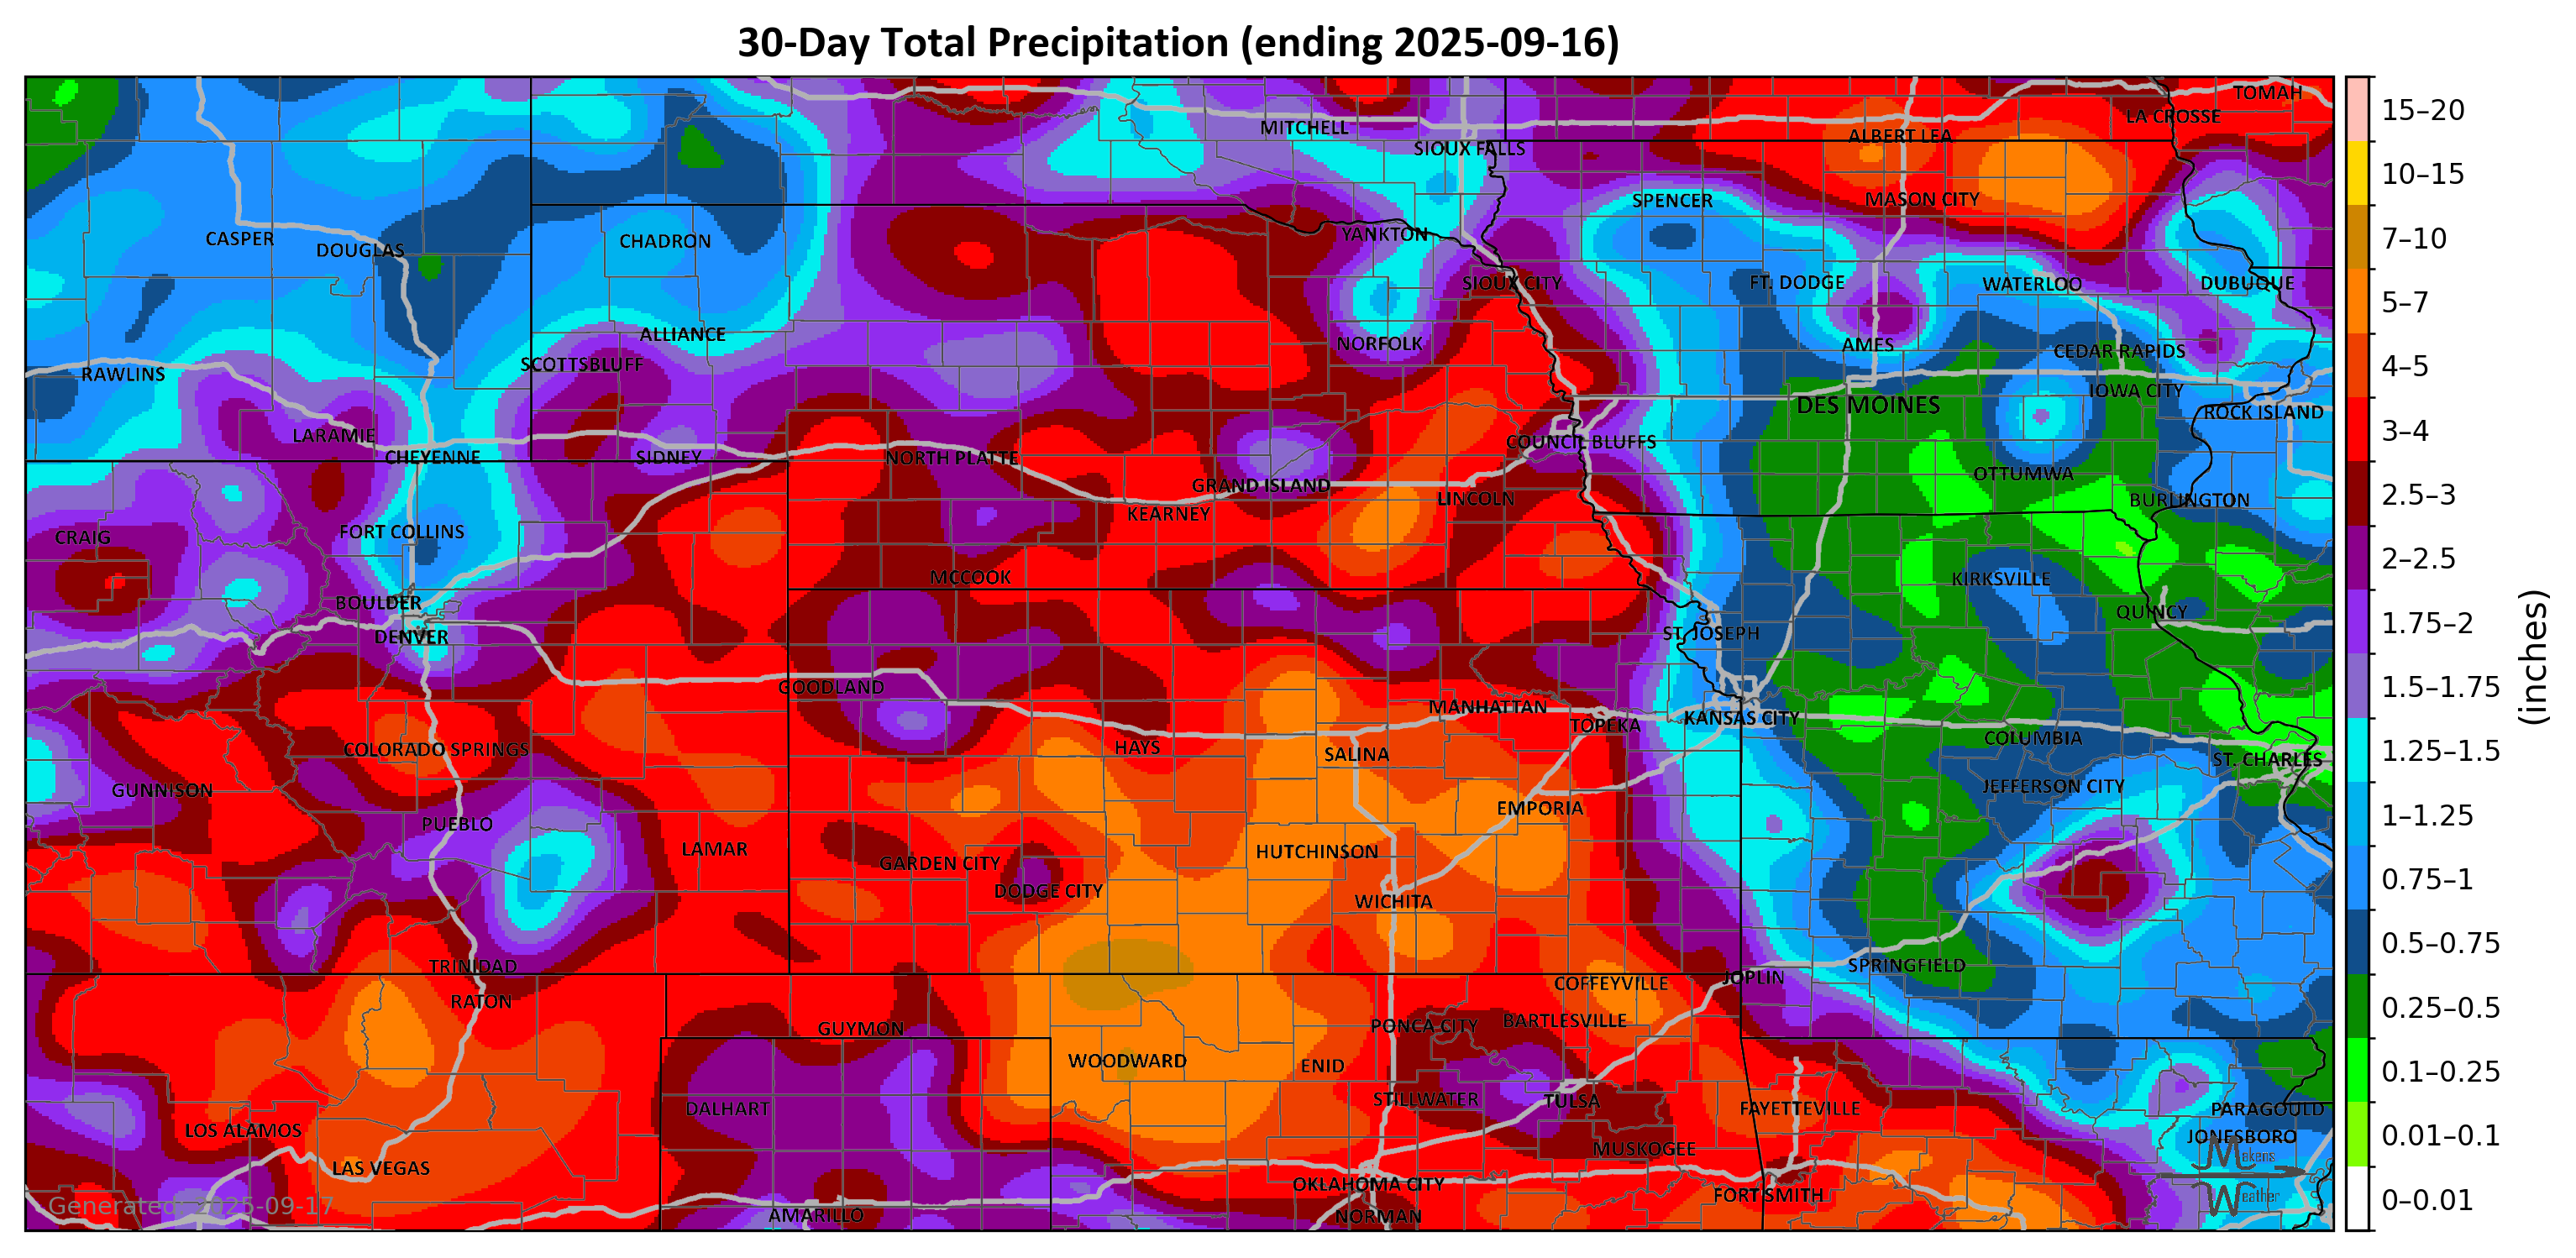 30-Day Total Precipitation (ending 2025-09-16)
TOMAH
LA CROSSE
MITCHELL
ALBERT LEA
SIOUX FALLS
SPENCER
MASON CITY
CASPER
DOUGLAS
CHADRON
YANKTON
SIOUX CITY
FT. DODGE
WATERLOO
DUBUQUE
ALLIANCE
NORFOLK
AMES
CEDAR RAPIDS
SCOTTSBLUFF
RAWLINS
IOWA CITY
DES MOINES
ROCK ISLAND
LARAMIE
COUNCIL BLUFFS
CHEYENNE
SIDNEY
NORTH PLATTE
OTTUMWA
GRAND ISLAND
LINCOLN
BURLINGTON
KEARNEY
FORT COLLINS
CRAIG
MCCOOK
KIRKSVILLE
BOULDER
QUINCY
DENVER
ST. JOSEPH
GOODLAND
MANHATTAN
TOPEKA
KANSAS CITY
COLUMBIA
COLORADO SPRINGS
HAYS
SALINA
ST. CHARLES
GUNNISON
JEFFERSON CITY
EMPORIA
PUEBLO
LAMAR
GARDEN CITY
HUTCHINSON
DODGE CITY
WICHITA
TRINIDAD
SPRINGFIELD
JOPLIN
COFFEYVILLE
RATON
GUYMON
PONCA CITY
BARTLESVILLE
WOODWARD
ENID
STILLWATER
TULSA
DALHART
FAYETTEVILLE
PARAGOULD
LOS ALAMOS
JONESBORO
MUSKOGEE
LAS VEGAS
OKLAHOMA CITY
FORT SMITH
AMARILLO
NORMAN
Generated: 2025-09-17
Makens
Weather
15–20
10–15
7–10
5–7
4–5
3–4
2.5–3
2–2.5
1.75–2
1.5–1.75
1.25–1.5
1–1.25
0.75–1
0.5–0.75
0.25–0.5
0.1–0.25
0.01–0.1
0–0.01
(inches)